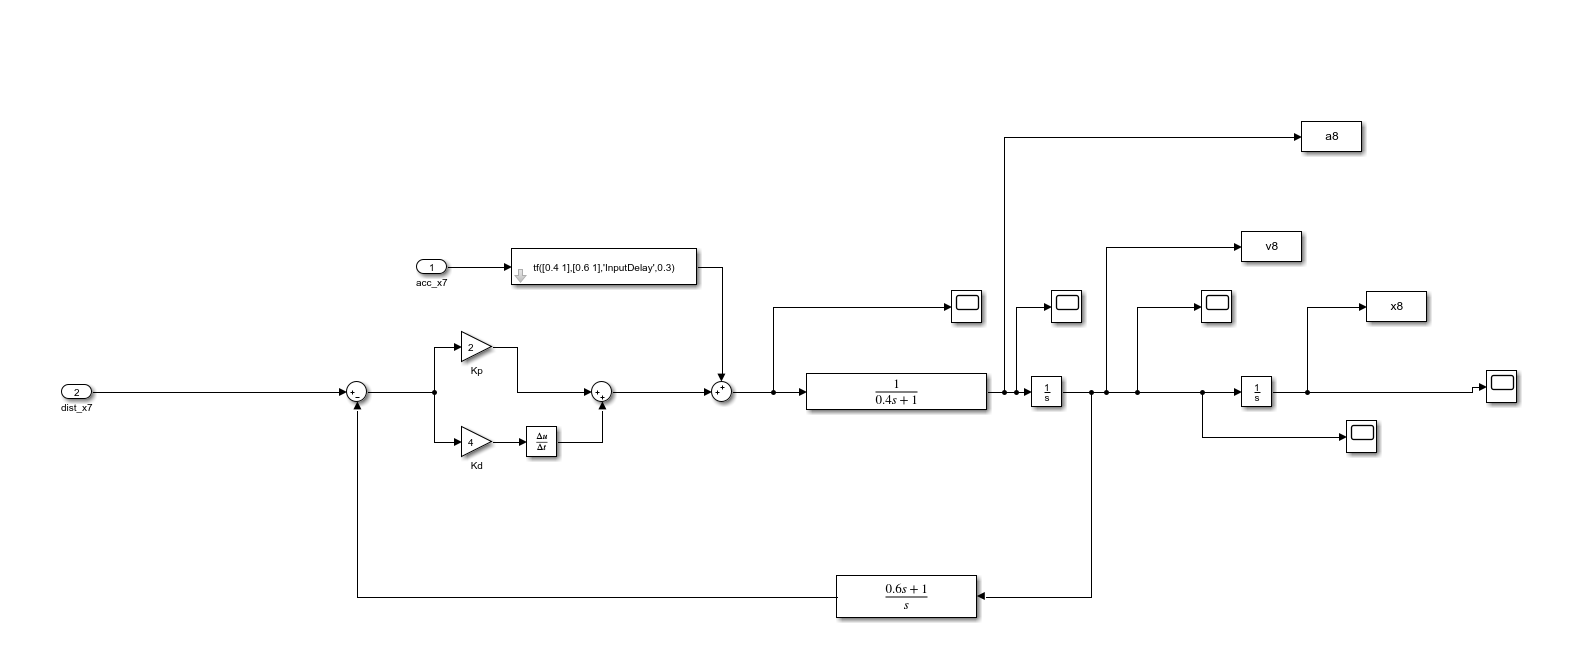 a8
v8
1
acc_x7
tf([0.4 1],[0.6 1],'InputDelay',0.3)
x8
2
Kp
2
dist_x7
+
−
+
+
+
+
1
0.4s + 1
1
s
1
s
4
Kd
Δu
Δt
0.6s + 1
s